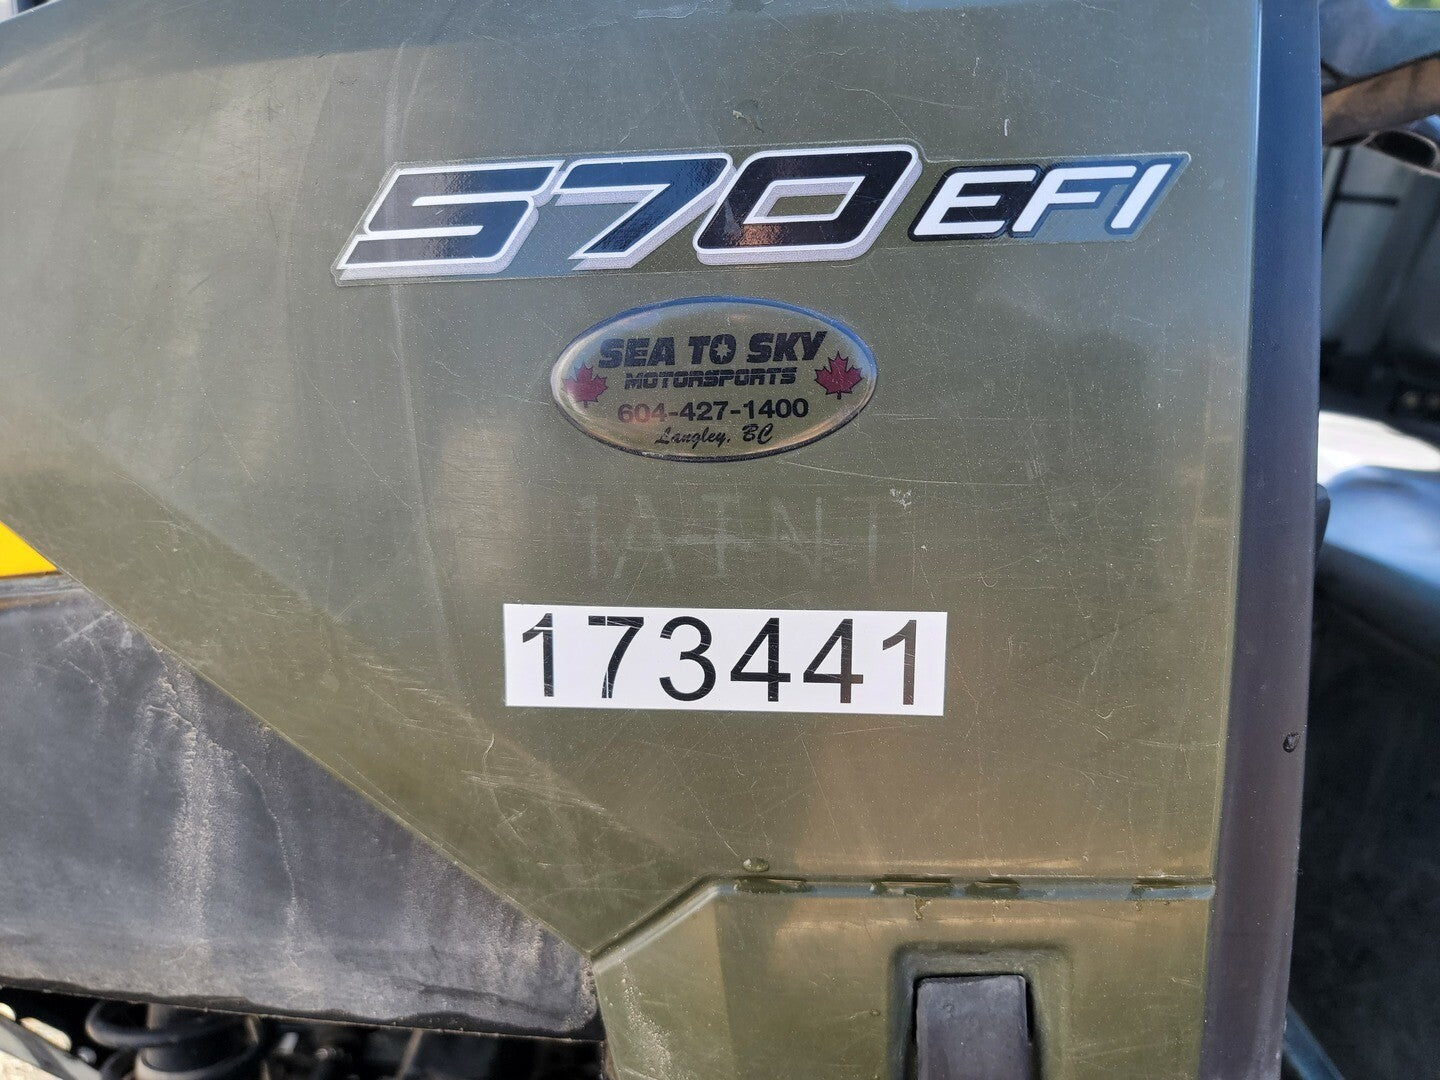 570 EFI
SEA TO SKY
MOTORSPORTS
604-427-1400
Langley, BC
173441